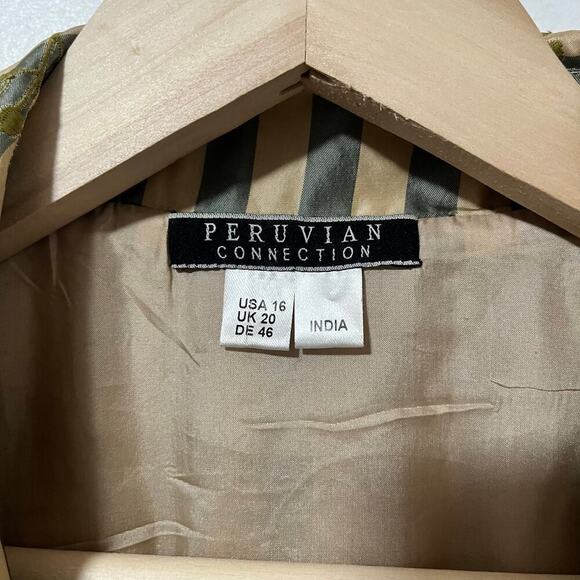 PERUVIAN
CONNECTION
USA 16
UK 20
DE 46
INDIA